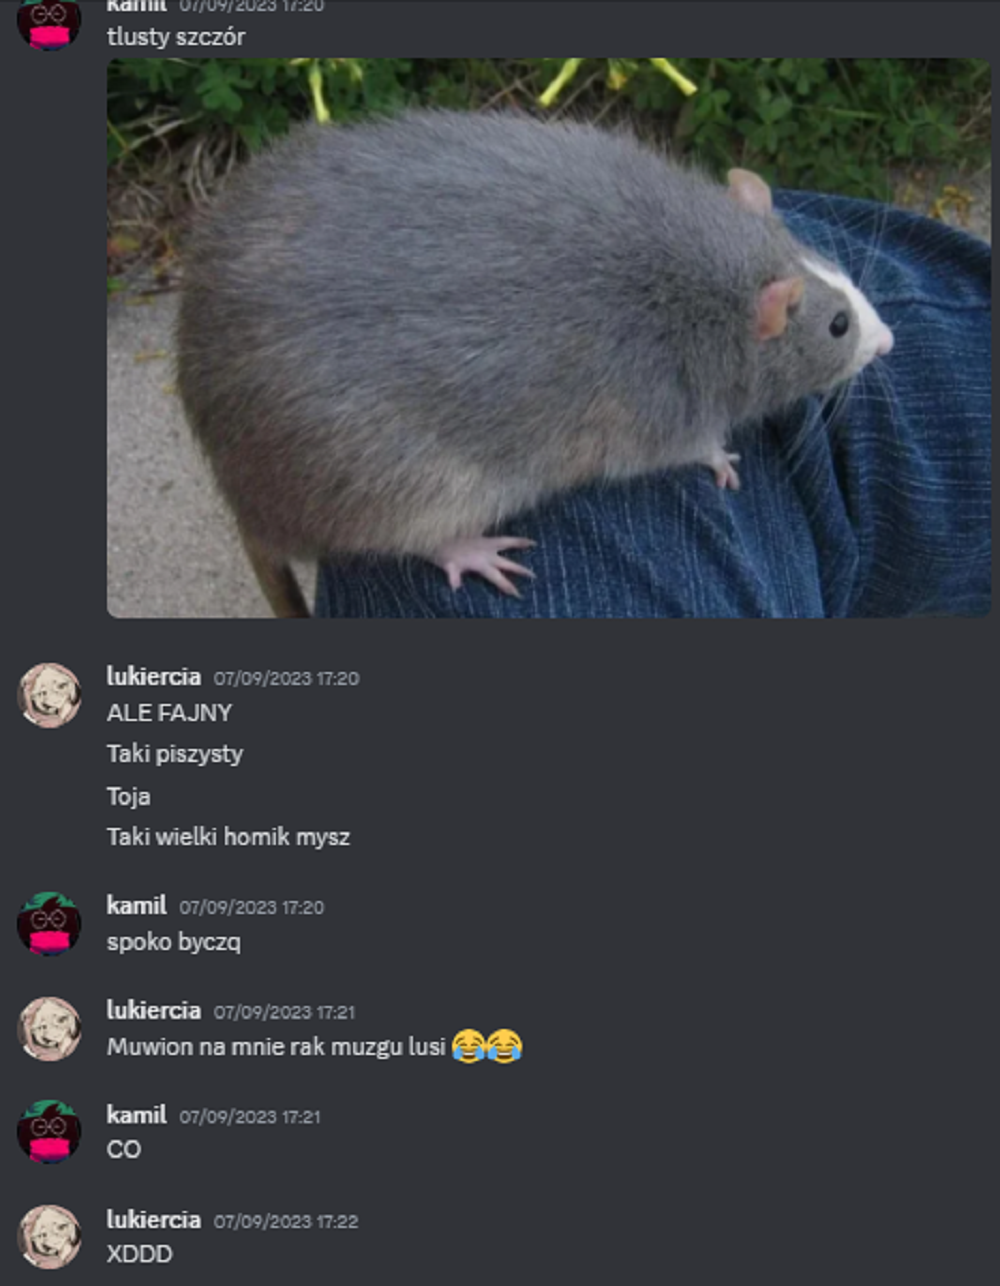 kamil 07/09/2023 17:20
tlusty szczór
lukiercia 07/09/2023 17:20
ALE FAJNY
Taki piszysty
Toja
Taki wielki homik mysz
kamil 07/09/2023 17:20
spoko byczq
lukiercia 07/09/2023 17:21
Muwion na mnie rak muzgu lusi 😂😂
kamil 07/09/2023 17:21
CO
lukiercia 07/09/2023 17:22
XDDD